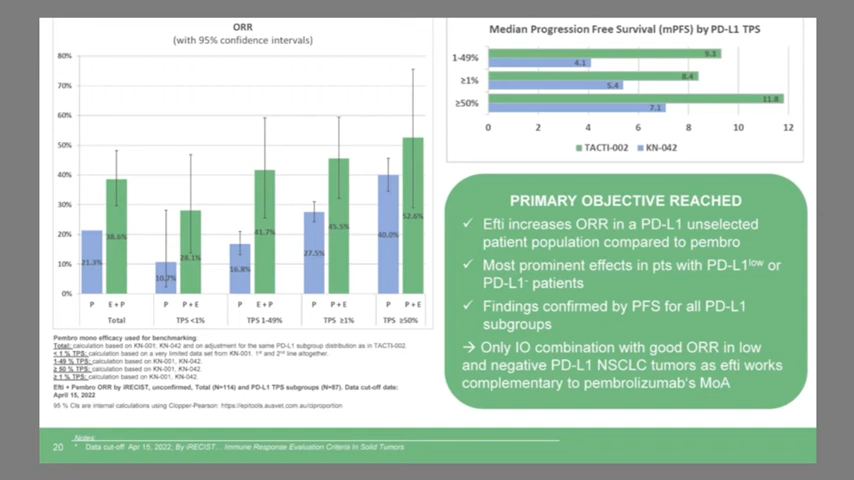 ORR
(with 95% confidence intervals)
80%
70%
60%
50%
40%
30%
20%
10%
0%
21.3%
38.6%
10.7%
28.1%
16.8%
41.7%
27.5%
45.5%
40.0%
52.6%
P E + P P P + E P P + E P P + E P P + E
Total TPS <1% TPS 1-49% TPS ≥1% TPS ≥50%
Pembro mono efficacy used for benchmarking:
Total: calculation based on KN-001, KN-042 and on adjustment for the same PD-L1 subgroup distribution as in TACTI-002.
< 1 % TPS: calculation based on a very limited data set from KN-001. 1st and 2nd line altogether.
1-49 % TPS: calculation based on KN-001, KN-042.
≥ 50 % TPS: calculation based on KN-001, KN-042.
≥ 1 % TPS: calculation based on KN-001, KN-042.
Efti + Pembro ORR by iRECIST, unconfirmed, Total (N=114) and PD-L1 TPS subgroups (N=87). Data cut-off date:
April 15, 2022
95 % CIs are internal calculations using Clopper-Pearson: https://epitools.ausvet.com.au/ciproportion
Median Progression Free Survival (mPFS) by PD-L1 TPS
1-49% 9.3
4.1
≥1% 8.4
5.4
≥50% 11.8
7.1
0 2 4 6 8 10 12
TACTI-002 KN-042
PRIMARY OBJECTIVE REACHED
✓ Efti increases ORR in a PD-L1 unselected
patient population compared to pembro
✓ Most prominent effects in pts with PD-L1low or
PD-L1- patients
✓ Findings confirmed by PFS for all PD-L1
subgroups
→ Only IO combination with good ORR in low
and negative PD-L1 NSCLC tumors as efti works
complementary to pembrolizumab's MoA
Notes:
20 * Data cut-off Apr 15, 2022; By iRECIST... Immune Response Evaluation Criteria In Solid Tumors